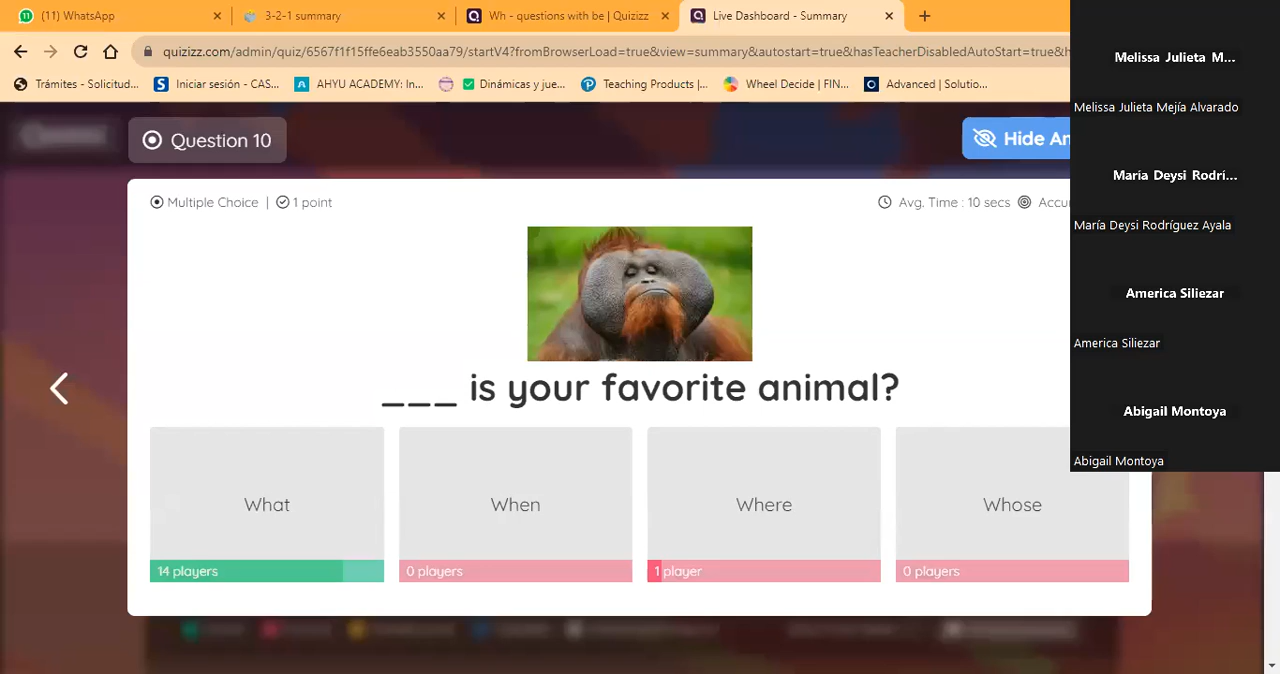 (11) WhatsApp
3-2-1 summary
Wh - questions with be | Quizizz
Live Dashboard - Summary
quizizz.com/admin/quiz/6567f1f15ffe6eab3550aa79/startV4?fromBrowserLoad=true&view=summary&autostart=true&hasTeacherDisabledAutoStart=true&h
Trámites - Solicitud...
Iniciar sesión - CAS...
AHYU ACADEMY: In...
Dinámicas y jue...
Teaching Products |...
Wheel Decide | FIN...
Advanced | Solutio...
Question 10
Hide An
Multiple Choice | 1 point
Avg. Time : 10 secs
Accu
___ is your favorite animal?
What
When
Where
Whose
14 players
0 players
1 player
0 players
Melissa Julieta M...
Melissa Julieta Mejía Alvarado
María Deysi Rodrí...
María Deysi Rodríguez Ayala
America Siliezar
America Siliezar
Abigail Montoya
Abigail Montoya